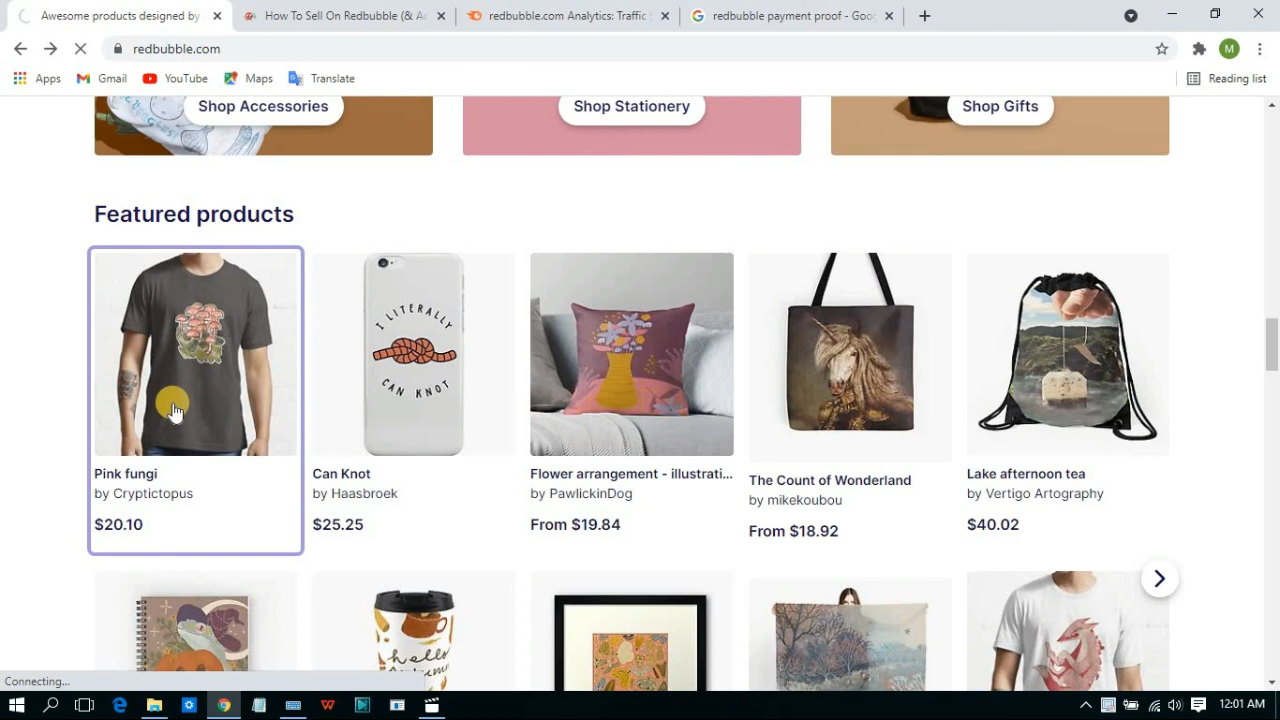 Awesome products designed by
How To Sell On Redbubble (& Ac
redbubble.com Analytics: Traffic S
redbubble payment proof - Goo
redbubble.com
M
Apps
Gmail
YouTube
Maps
Translate
Reading list
Shop Accessories
Shop Stationery
Shop Gifts
Featured products
I LITERALLY
CAN KNOT
Pink fungi
by Cryptictopus
$20.10
Can Knot
by Haasbroek
$25.25
Flower arrangement - illustrati...
by PawlickinDog
From $19.84
The Count of Wonderland
by mikekoubou
From $18.92
Lake afternoon tea
by Vertigo Artography
$40.02
hello
Connecting...
12:01 AM